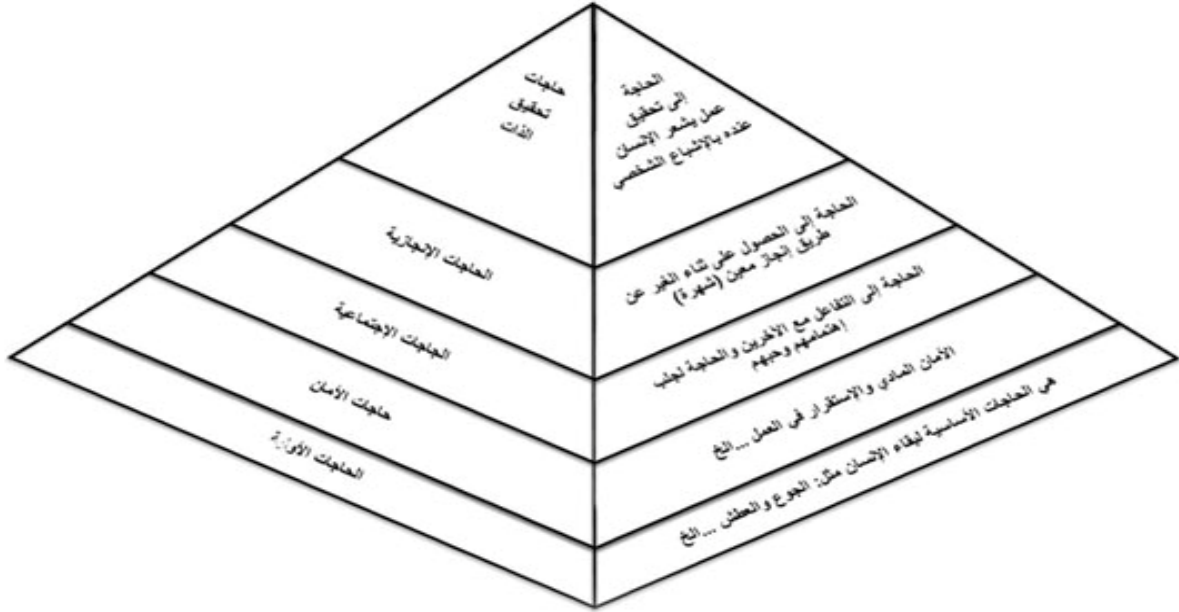 حاجات
تحقيق
الذات
الحاجة
إلى تحقيق
عمل يشعر الإنسان
عنده بالإشباع الشخصي
الحاجات الإنجازية
الحاجة إلى الحصول على ثناء الغير عن
طريق إنجاز معين (شهرة)
الحاجات الإجتماعية
الحاجة إلى التفاعل مع الأخرين والحاجة لجلب
إهتمامهم وحبهم
حاجات الأمان
الأمان المادي والإستقرار في العمل ...الخ
الحاجات الأولية
هي الحاجات الأساسية لبقاء الإنسان مثل: الجوع والعطش ...الخ